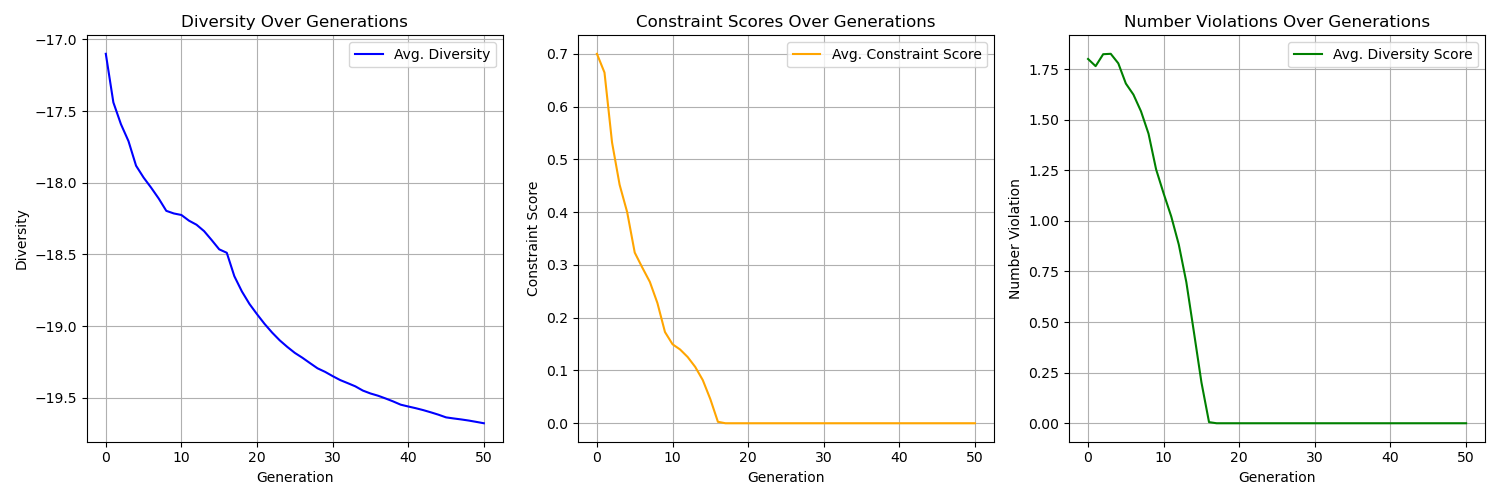 Diversity Over Generations
Avg. Diversity
−17.0
−17.5
−18.0
−18.5
−19.0
−19.5
Diversity
0 10 20 30 40 50
Generation
Constraint Scores Over Generations
Avg. Constraint Score
0.7
0.6
0.5
0.4
0.3
0.2
0.1
0.0
Constraint Score
0 10 20 30 40 50
Generation
Number Violations Over Generations
Avg. Diversity Score
1.75
1.50
1.25
1.00
0.75
0.50
0.25
0.00
Number Violation
0 10 20 30 40 50
Generation